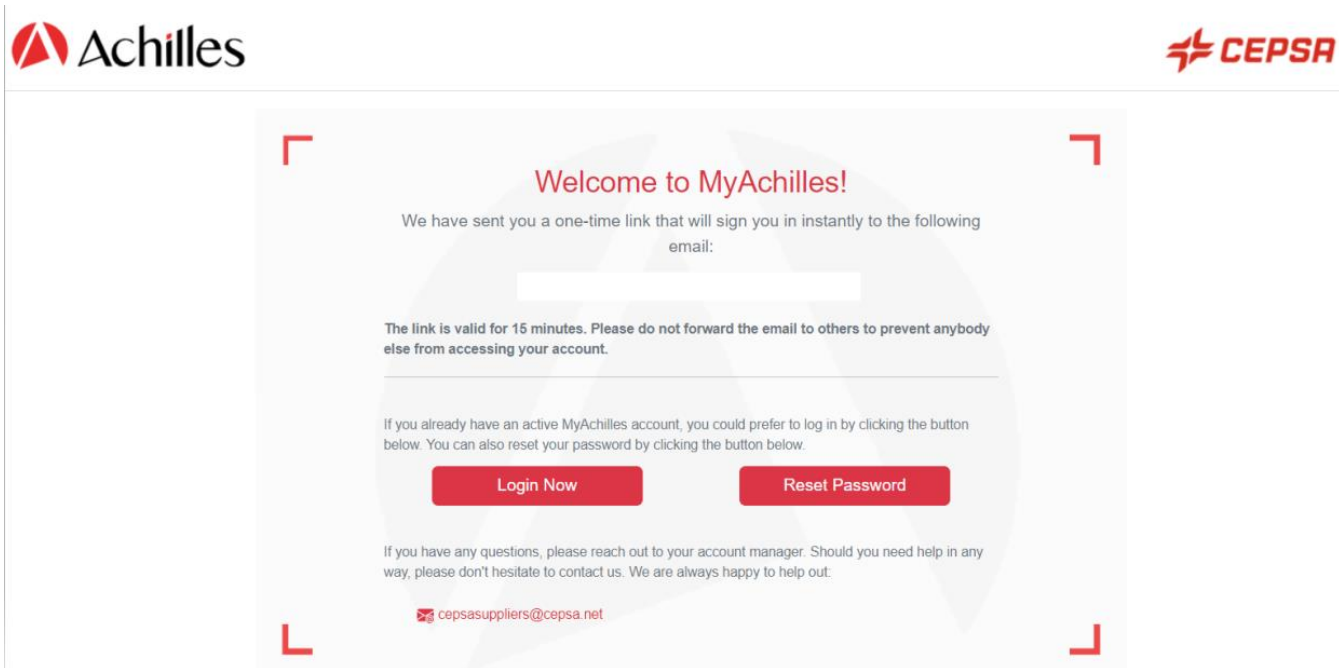 Achilles
CEPSA
Welcome to MyAchilles!
We have sent you a one-time link that will sign you in instantly to the following
email:
The link is valid for 15 minutes. Please do not forward the email to others to prevent anybody
else from accessing your account.
If you already have an active MyAchilles account, you could prefer to log in by clicking the button
below. You can also reset your password by clicking the button below.
Login Now
Reset Password
If you have any questions, please reach out to your account manager. Should you need help in any
way, please don't hesitate to contact us. We are always happy to help out:
cepsasuppliers@cepsa.net